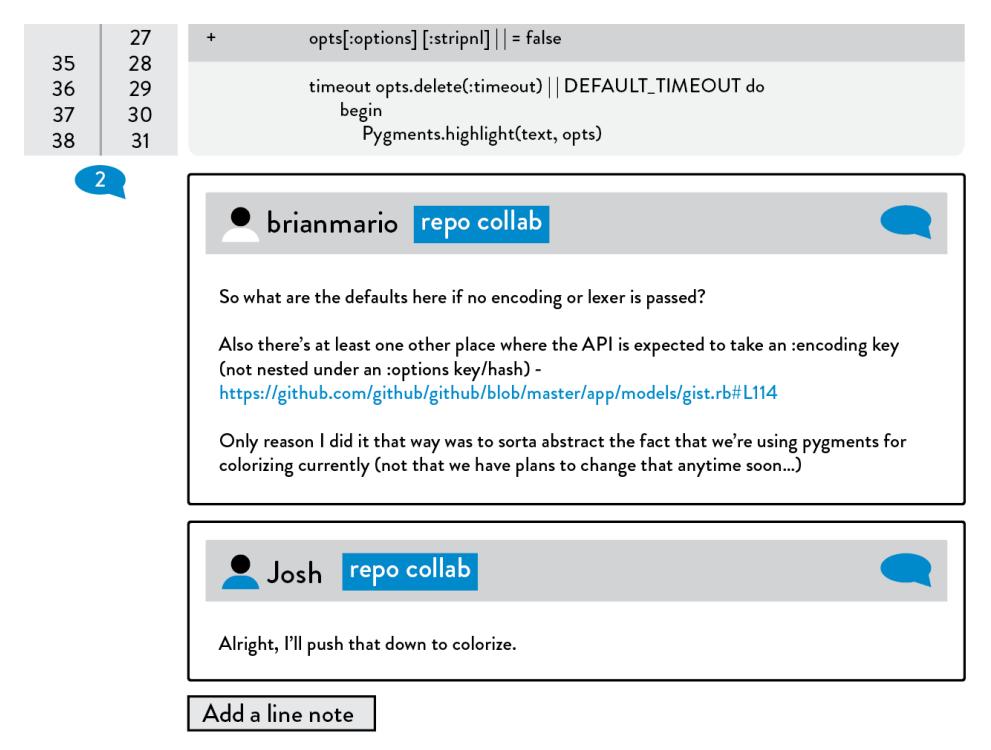 27 + opts[:options] [:stripnl] || = false
35 28
36 29 timeout opts.delete(:timeout) || DEFAULT_TIMEOUT do
37 30 begin
38 31 Pygments.highlight(text, opts)
2
brianmario repo collab
So what are the defaults here if no encoding or lexer is passed?
Also there’s at least one other place where the API is expected to take an :encoding key
(not nested under an :options key/hash) -
https://github.com/github/github/blob/master/app/models/gist.rb#L114
Only reason I did it that way was to sorta abstract the fact that we’re using pygments for
colorizing currently (not that we have plans to change that anytime soon...)
Josh repo collab
Alright, I’ll push that down to colorize.
Add a line note